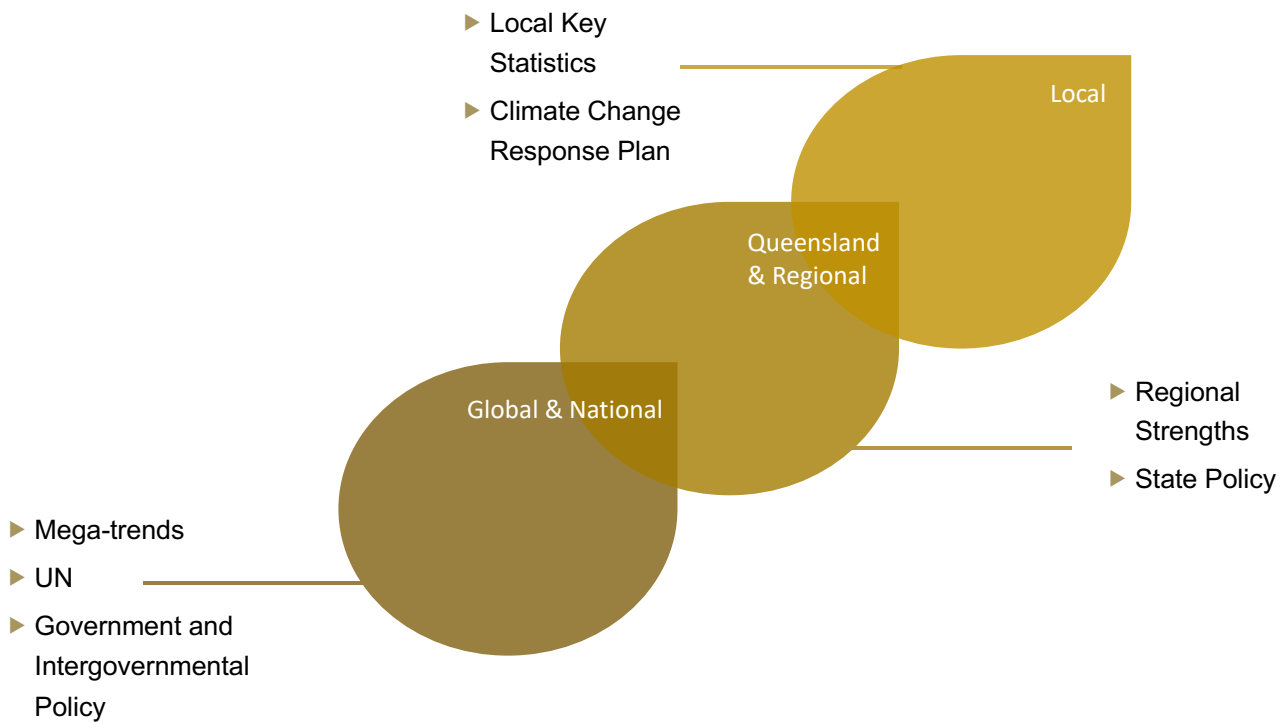 Local Key
Statistics
Climate Change
Response Plan
Local
Queensland
& Regional
Global & National
Regional
Strengths
State Policy
Mega-trends
UN
Government and
Intergovernmental
Policy